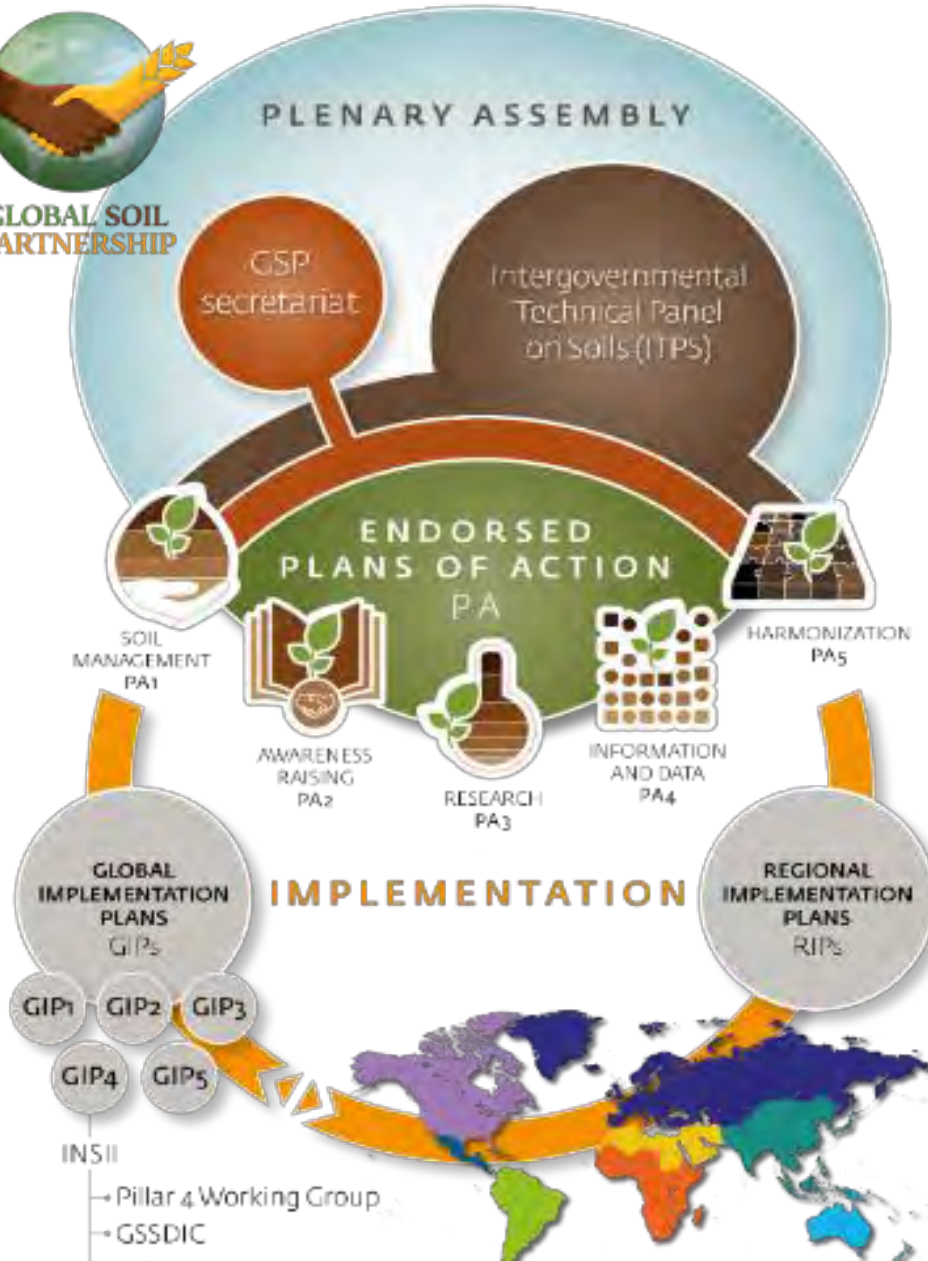 PLENARY ASSEMBLY
GLOBAL SOIL
PARTNERSHIP
GSP
secretariat
Intergovernmental
Technical Panel
on Soils (ITPS)
ENDORSED
PLANS OF ACTION
PA
SOIL
MANAGEMENT
PA1
AWARENESS
RAISING
PA2
RESEARCH
PA3
INFORMATION
AND DATA
PA4
HARMONIZATION
PA5
GLOBAL
IMPLEMENTATION
PLANS
GIPs
IMPLEMENTATION
REGIONAL
IMPLEMENTATION
PLANS
RIPs
GIP1
GIP2
GIP3
GIP4
GIP5
INSII
Pillar 4 Working Group
GSSDIC